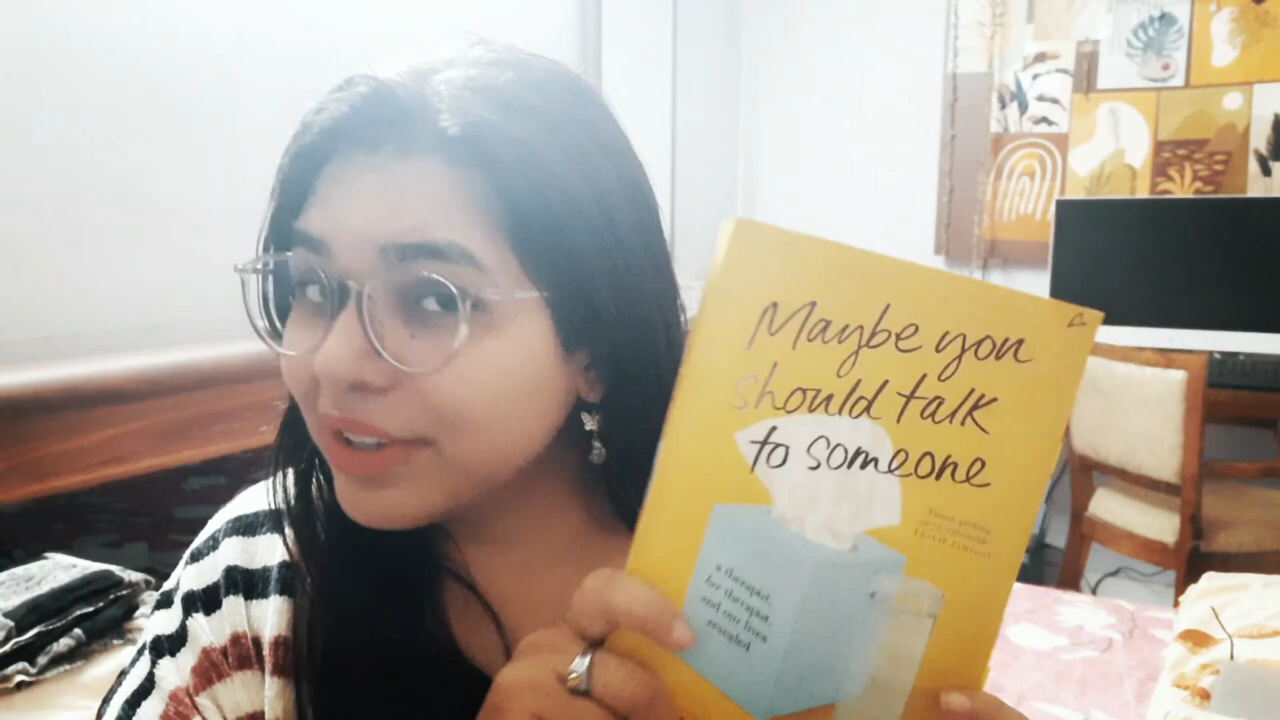 Maybe you
should talk
to someone
a therapist,
her therapist,
and our lives
revealed